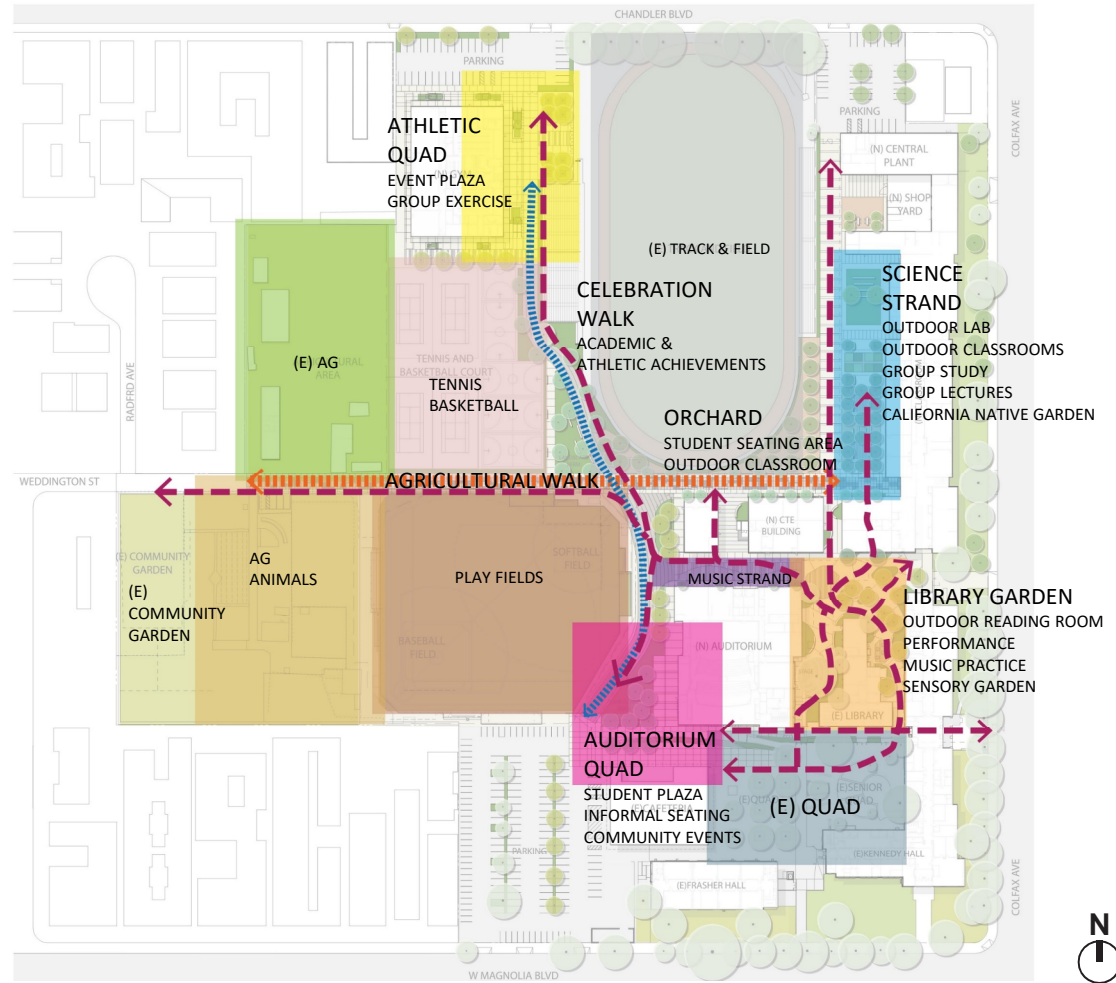 CHANDLER BLVD
PARKING
ATHLETIC
QUAD
EVENT PLAZA
GROUP EXERCISE
(N) GYM
PARKING
COLFAX AVE
(N) CENTRAL
PLANT
(N) SHOP
YARD
(E) TRACK & FIELD
SCIENCE
STRAND
OUTDOOR LAB
OUTDOOR CLASSROOMS
GROUP STUDY
GROUP LECTURES
CALIFORNIA NATIVE GARDEN
CELEBRATION
WALK
ACADEMIC &
ATHLETIC ACHIEVEMENTS
(E) AG
AREA
TENNIS AND
BASKETBALL COURT
TENNIS
BASKETBALL
RADFRD AVE
ORCHARD
STUDENT SEATING AREA
OUTDOOR CLASSROOM
WEDDINGTON ST
AGRICULTURAL WALK
(N) CTE
BUILDING
(E) COMMUNITY
GARDEN
(E)
COMMUNITY
GARDEN
AG
ANIMALS
SOFTBALL
FIELD
PLAY FIELDS
BASEBALL
FIELD
MUSIC STRAND
(N) AUDITORIUM
LIBRARY GARDEN
OUTDOOR READING ROOM
PERFORMANCE
MUSIC PRACTICE
SENSORY GARDEN
(E) LIBRARY
AUDITORIUM
QUAD
STUDENT PLAZA
INFORMAL SEATING
COMMUNITY EVENTS
(E)CAFETERIA
(E)QUAD
(E)SENIOR
QUAD
(E) QUAD
(E)KENNEDY HALL
PARKING
(E)FRASHER HALL
COLFAX AVE
W MAGNOLIA BLVD
N